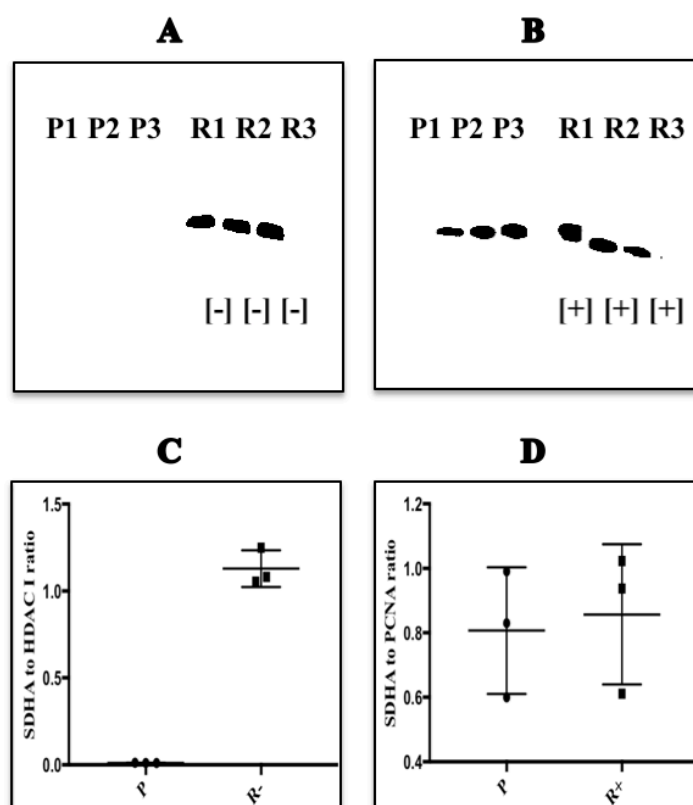 A
P1 P2 P3 R1 R2 R3
[-] [-] [-]
B
P1 P2 P3 R1 R2 R3
[+] [+] [+]
C
SDHA to HDAC I ratio
1.5
1.0
0.5
0.0
P R-
D
SDHA to PCNA ratio
1.2
1.0
0.8
0.6
0.4
P R+